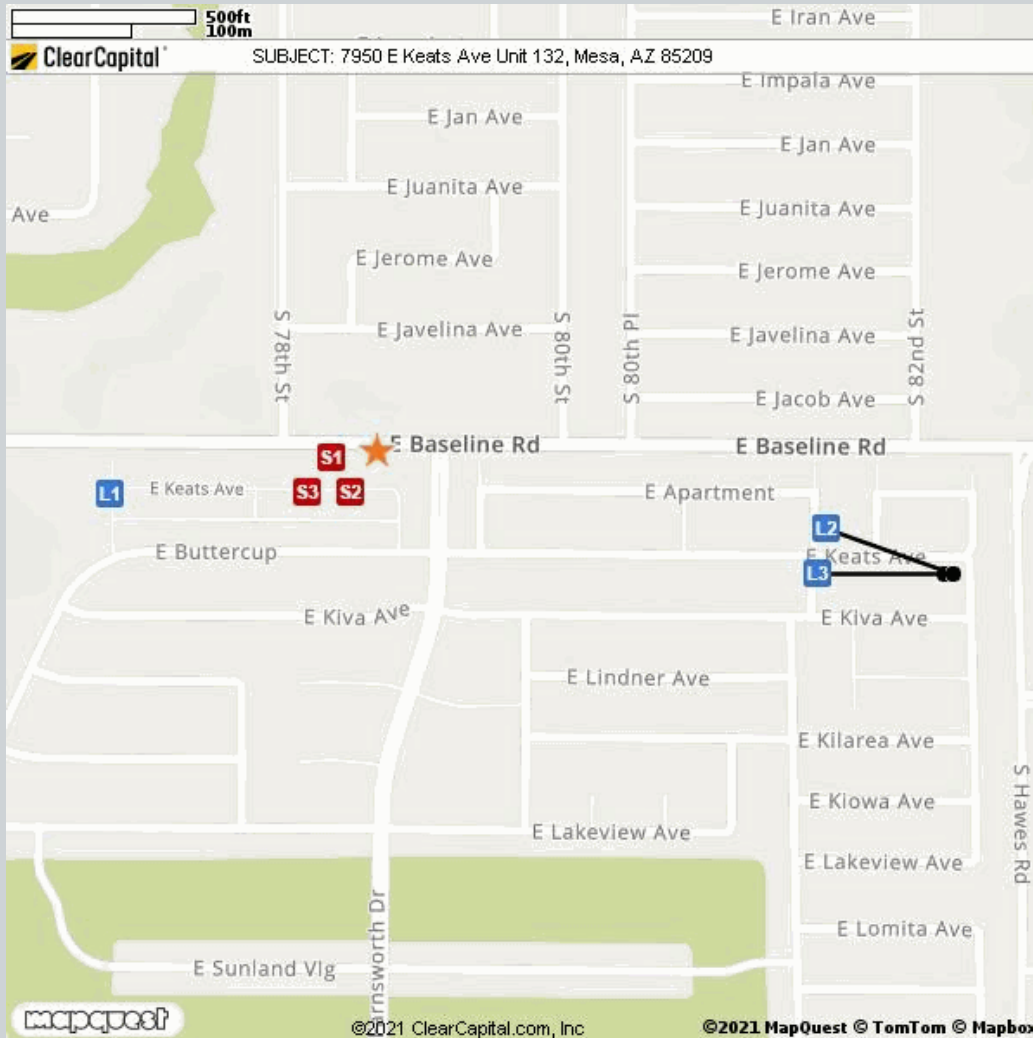 500ft
100m
E Iran Ave
ClearCapital
SUBJECT: 7950 E Keats Ave Unit 132, Mesa, AZ 85209
E Impala Ave
E Jan Ave
E Jan Ave
E Juanita Ave
E Juanita Ave
Ave
E Jerome Ave
E Jerome Ave
S 78th St
S 80th St
S 80th Pl
S 82nd St
E Javelina Ave
E Javelina Ave
E Jacob Ave
E Baseline Rd
E Baseline Rd
S1
L1
E Keats Ave
S3
S2
E Apartment
L2
E Buttercup
E Keats Ave
L3
E Kiva Ave
E Kiva Ave
E Lindner Ave
E Kilarea Ave
E Kiowa Ave
S Hawes Rd
E Lakeview Ave
E Lakeview Ave
arnsworth Dr
E Lomita Ave
E Sunland Vlg
mapquest
©2021 ClearCapital.com, Inc
©2021 MapQuest © TomTom © Mapbox